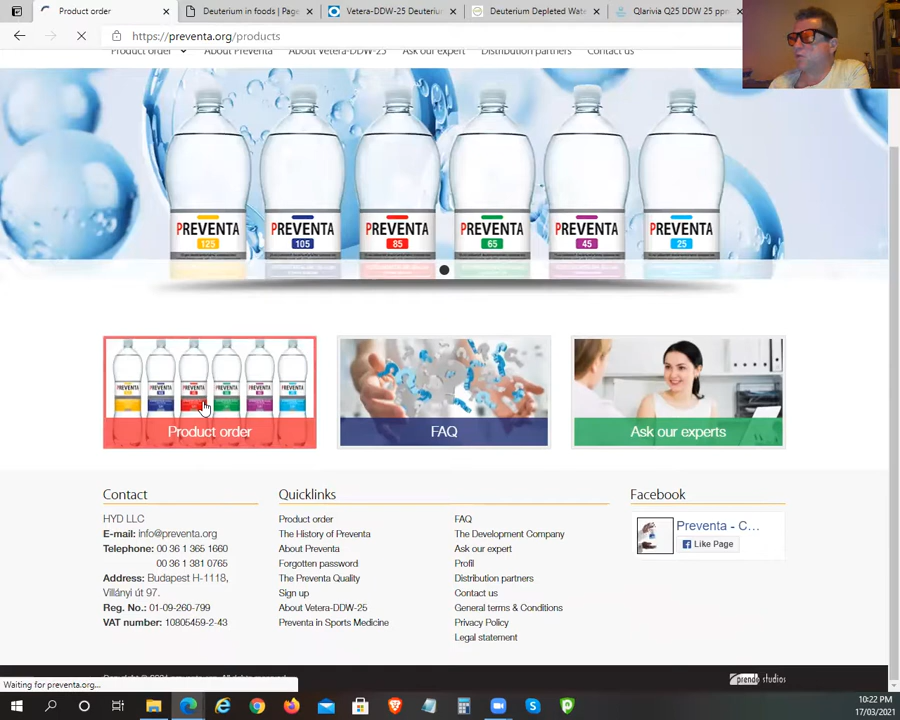 Product order
Deuterium in foods | Page
Vetera-DDW-25 Deuteriu
Deuterium Depleted Wate
Qlarivia Q25 DDW 25 ppm
https://preventa.org/products
Product order
About Preventa
About Vetera-DDW-25
Ask our expert
Distribution partners
Contact us
PREVENTA
125
PREVENTA
105
PREVENTA
85
PREVENTA
65
PREVENTA
45
PREVENTA
25
Product order
FAQ
Ask our experts
Contact
HYD LLC
E-mail: info@preventa.org
Telephone: 00 36 1 365 1660
00 36 1 381 0765
Address: Budapest H-1118,
Villányi út 97.
Reg. No.: 01-09-260-799
VAT number: 10805459-2-43
Quicklinks
Product order
The History of Preventa
About Preventa
Forgotten password
The Preventa Quality
Sign up
About Vetera-DDW-25
Preventa in Sports Medicine
FAQ
The Development Company
Ask our expert
Profil
Distribution partners
Contact us
General terms & Conditions
Privacy Policy
Legal statement
Facebook
Preventa - C...
Like Page
Waiting for preventa.org...
prendo studios
10:22 PM
17/03/2021